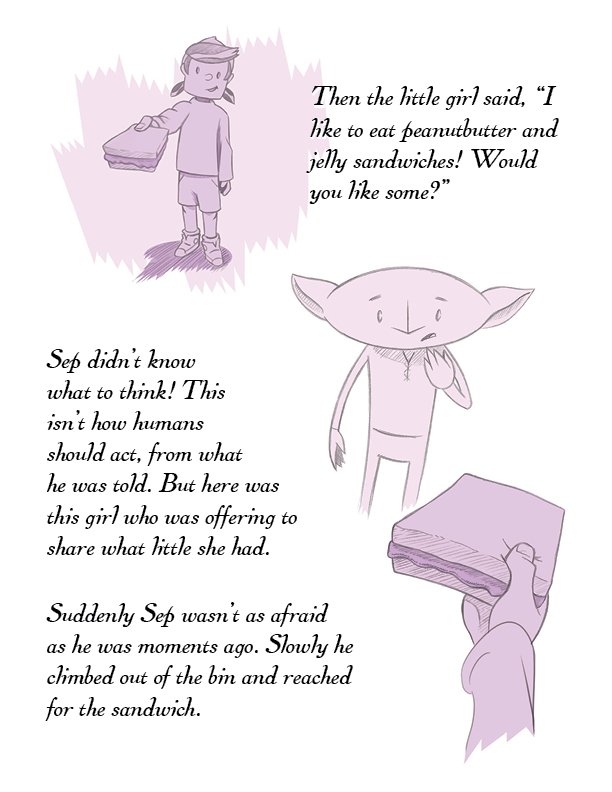 Then the little girl said, “I
like to eat peanutbutter and
jelly sandwiches! Would
you like some?”
Sep didn’t know
what to think! This
isn’t how humans
should act, from what
he was told. But here was
this girl who was offering to
share what little she had.
Suddenly Sep wasn’t as afraid
as he was moments ago. Slowly he
climbed out of the bin and reached
for the sandwich.